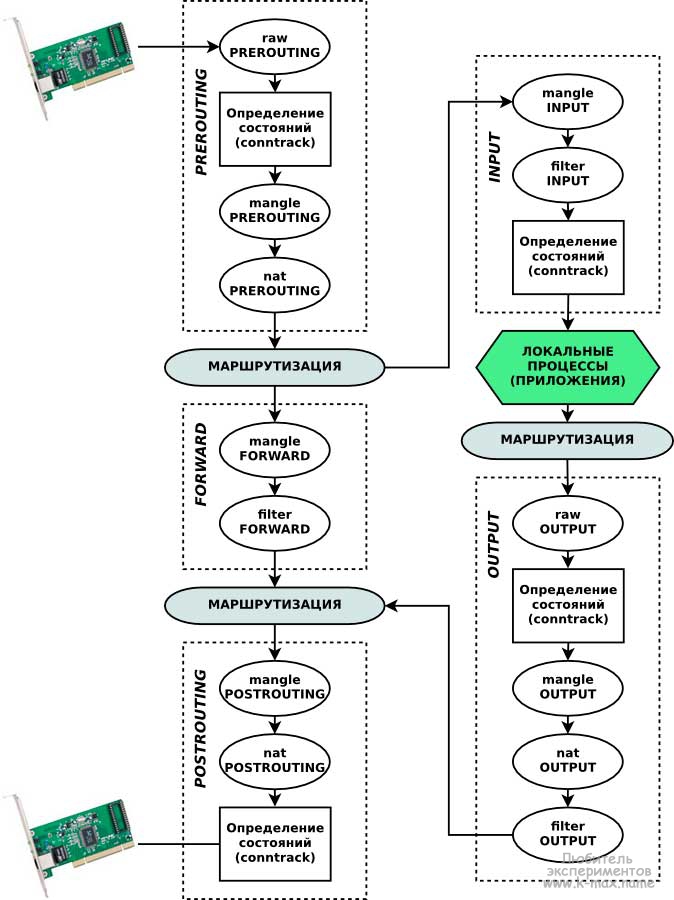 raw
PREROUTING
PREROUTING
Определение
состояний
(conntrack)
mangle
PREROUTING
nat
PREROUTING
МАРШРУТИЗАЦИЯ
FORWARD
mangle
FORWARD
filter
FORWARD
МАРШРУТИЗАЦИЯ
POSTROUTING
mangle
POSTROUTING
nat
POSTROUTING
Определение
состояний
(conntrack)
INPUT
mangle
INPUT
filter
INPUT
Определение
состояний
(conntrack)
ЛОКАЛЬНЫЕ
ПРОЦЕССЫ
(ПРИЛОЖЕНИЯ)
МАРШРУТИЗАЦИЯ
OUTPUT
raw
OUTPUT
Определение
состояний
(conntrack)
mangle
OUTPUT
nat
OUTPUT
filter
OUTPUT
Любитель
экспериментов
www.k-max.name